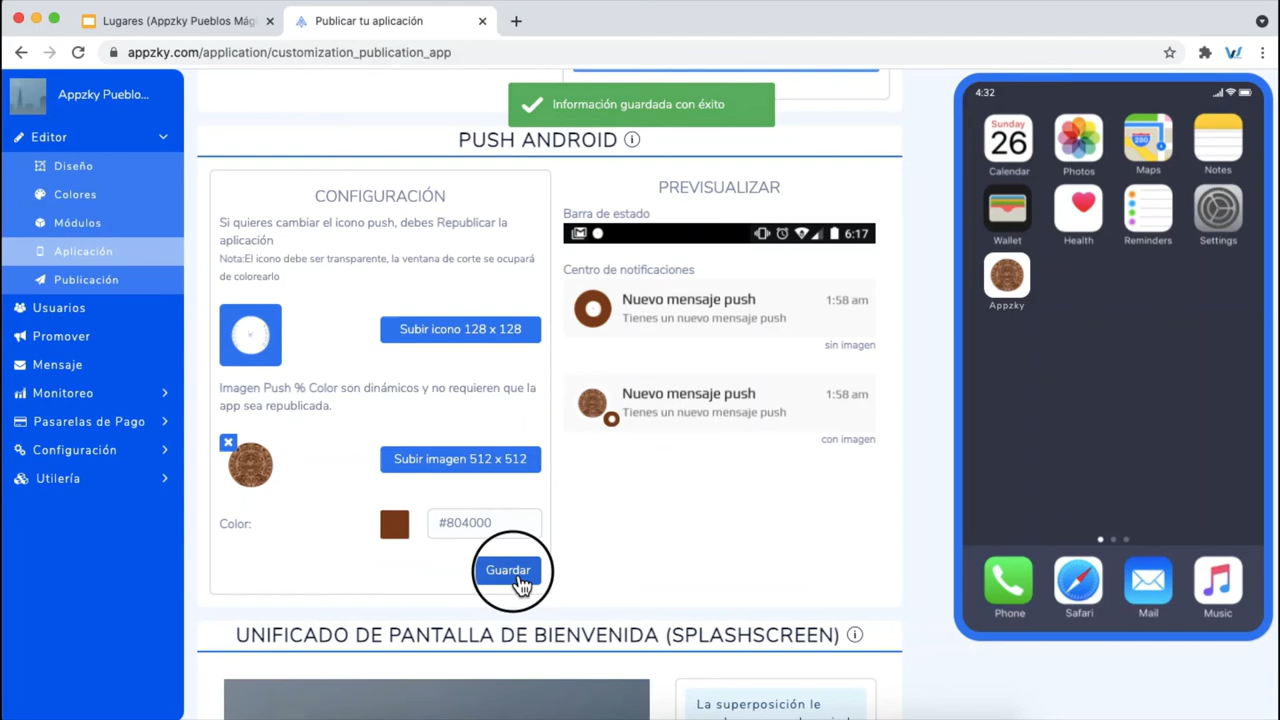 Lugares (Appzky Pueblos Mág
Publicar tu aplicación
appzky.com/application/customization_publication_app
Appzky Pueblo...
Editor
Diseño
Colores
Módulos
Aplicación
Publicación
Usuarios
Promover
Mensaje
Monitoreo
Pasarelas de Pago
Configuración
Utilería
Información guardada con éxito
PUSH ANDROID
CONFIGURACIÓN
Si quieres cambiar el icono push, debes Republicar la
aplicación
Nota:El icono debe ser transparente, la ventana de corte se ocupará
de colorearlo
Subir icono 128 x 128
Imagen Push % Color son dinámicos y no requieren que la
app sea republicada.
Subir imagen 512 x 512
Color:
#804000
Guardar
PREVISUALIZAR
Barra de estado
6:17
Centro de notificaciones
Nuevo mensaje push 1:58 am
Tienes un nuevo mensaje push
sin imagen
Nuevo mensaje push 1:58 am
Tienes un nuevo mensaje push
con imagen
UNIFICADO DE PANTALLA DE BIENVENIDA (SPLASHSCREEN)
La superposición le
4:32
Sunday
26
280
Calendar Photos Maps Notes
Wallet Health Reminders Settings
Appzky
Phone Safari Mail Music